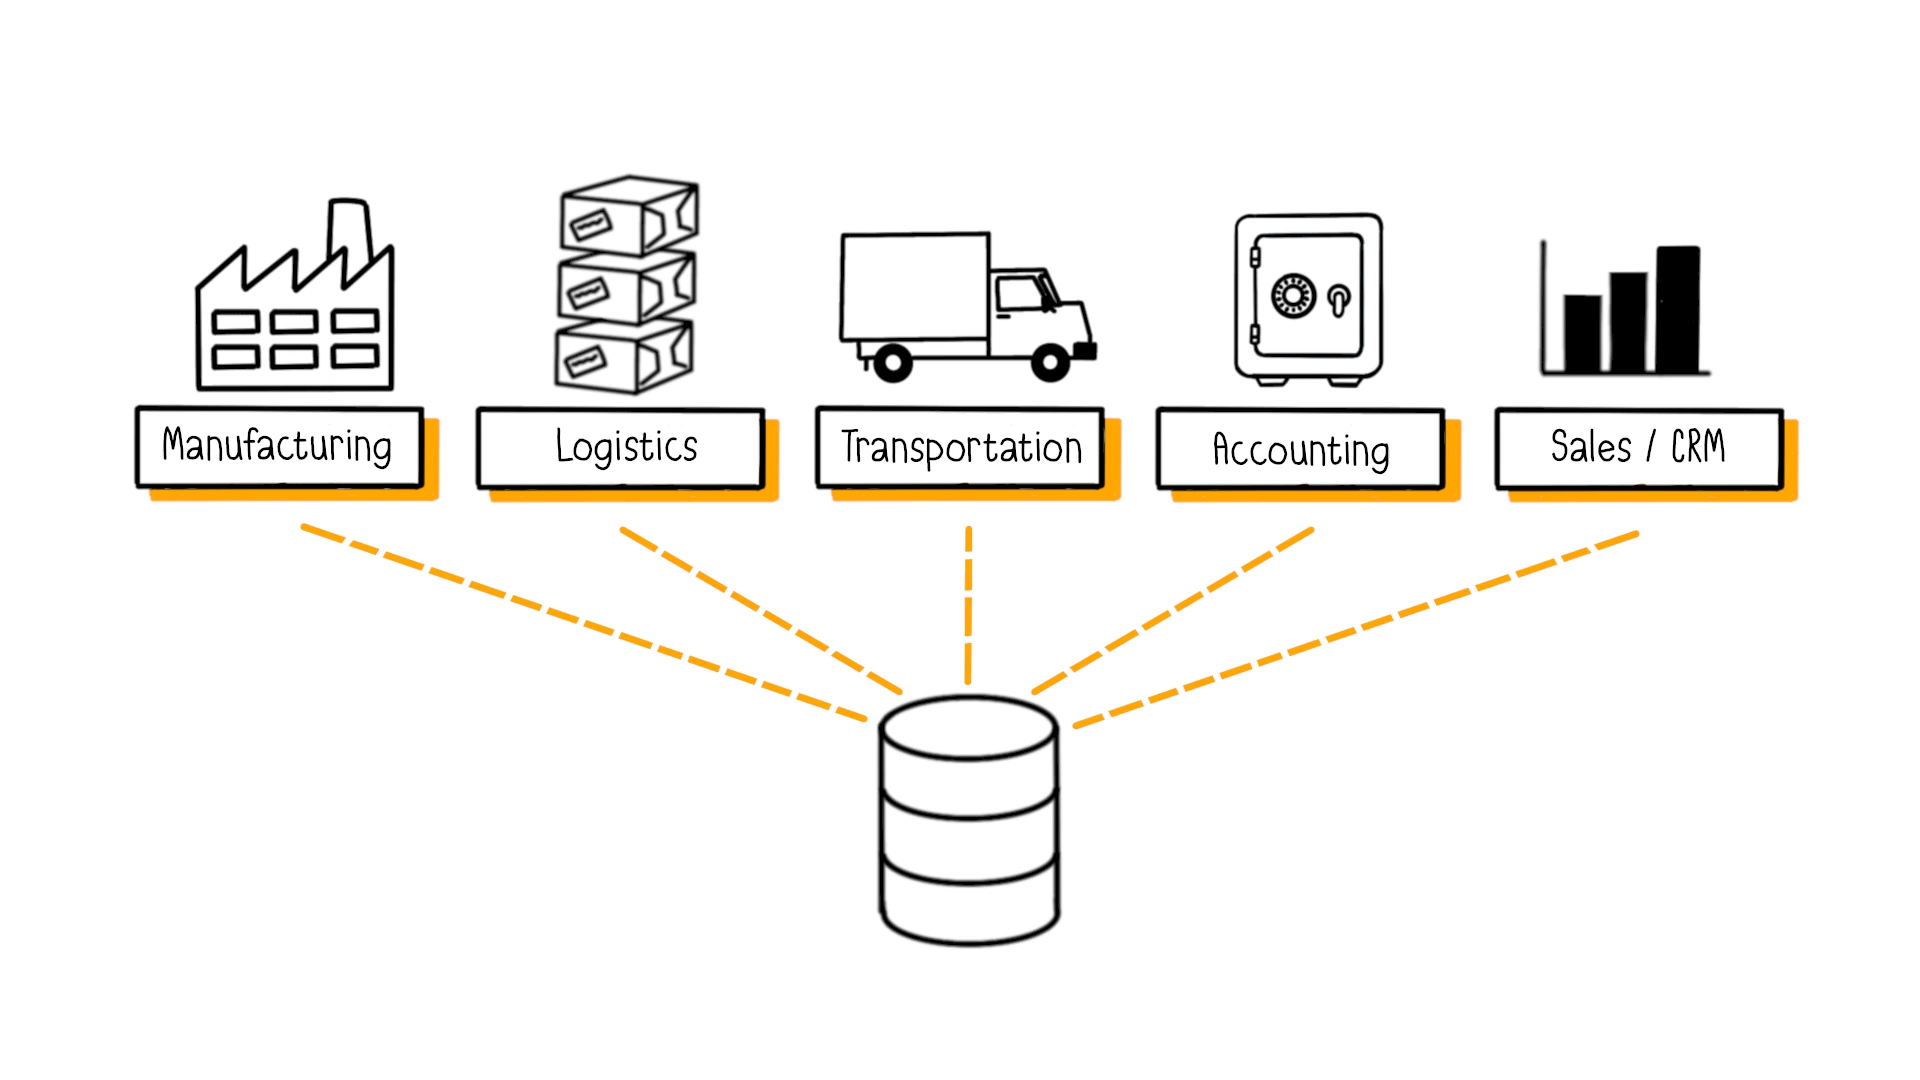 Manufacturing
Logistics
Transportation
Accounting
Sales / CRM